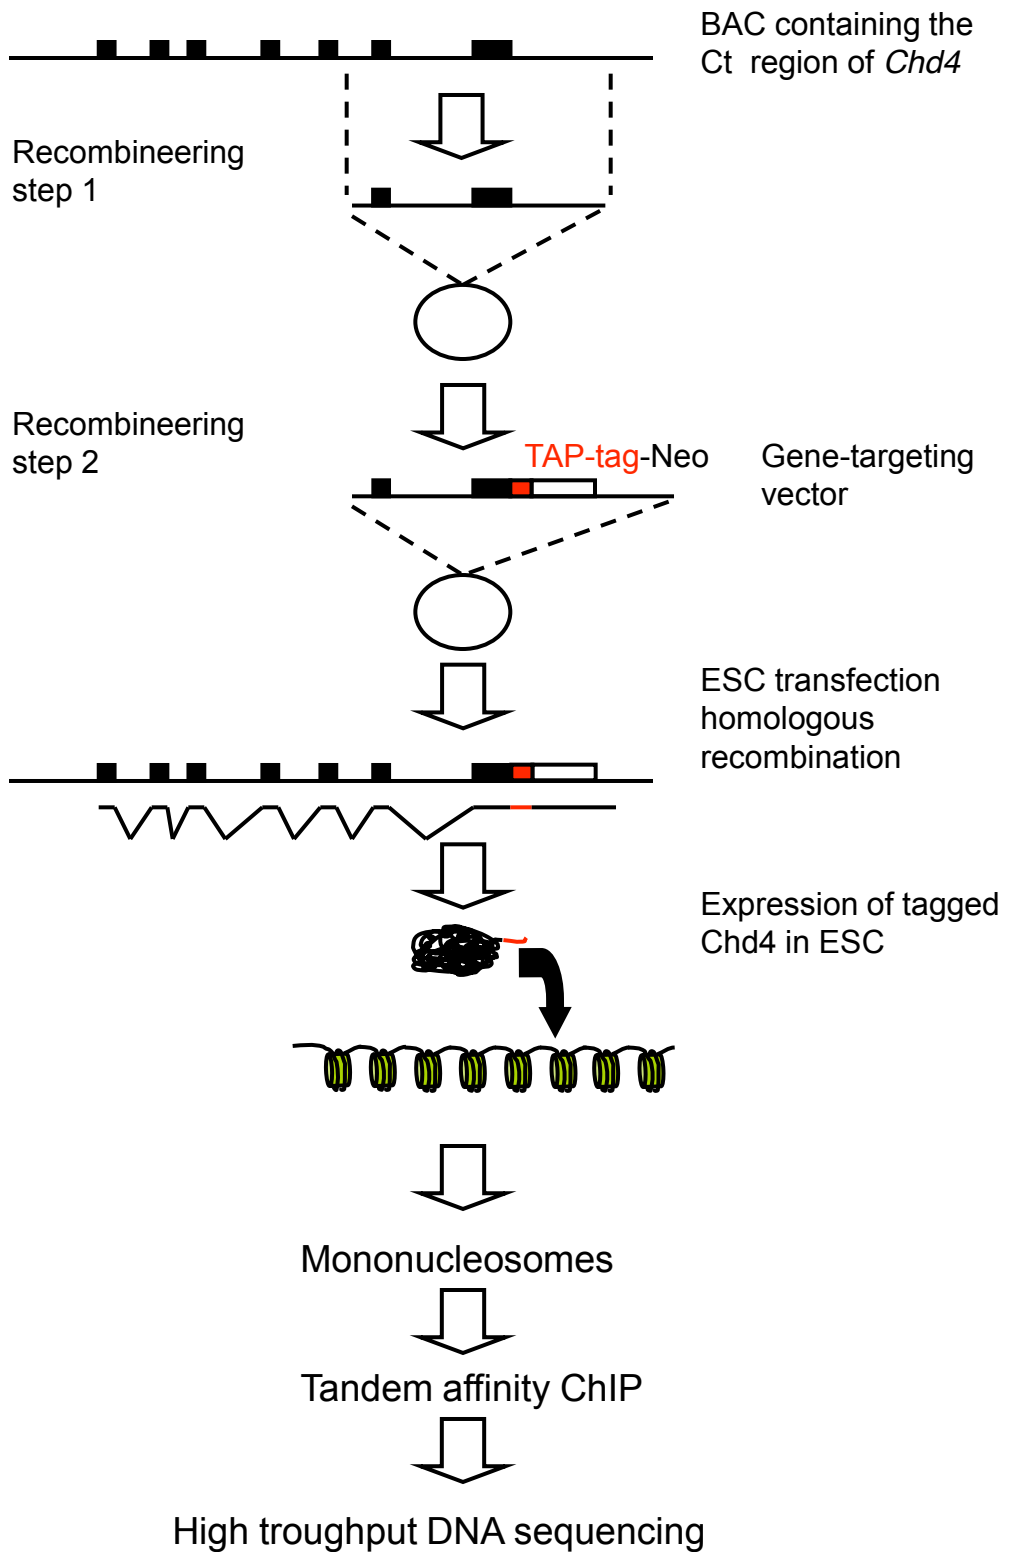 BAC containing the
Ct region of Chd4
Recombineering
step 1
Recombineering
step 2
TAP-tag-Neo
Gene-targeting
vector
ESC transfection
homologous
recombination
Expression of tagged
Chd4 in ESC
Mononucleosomes
Tandem affinity ChIP
High troughput DNA sequencing